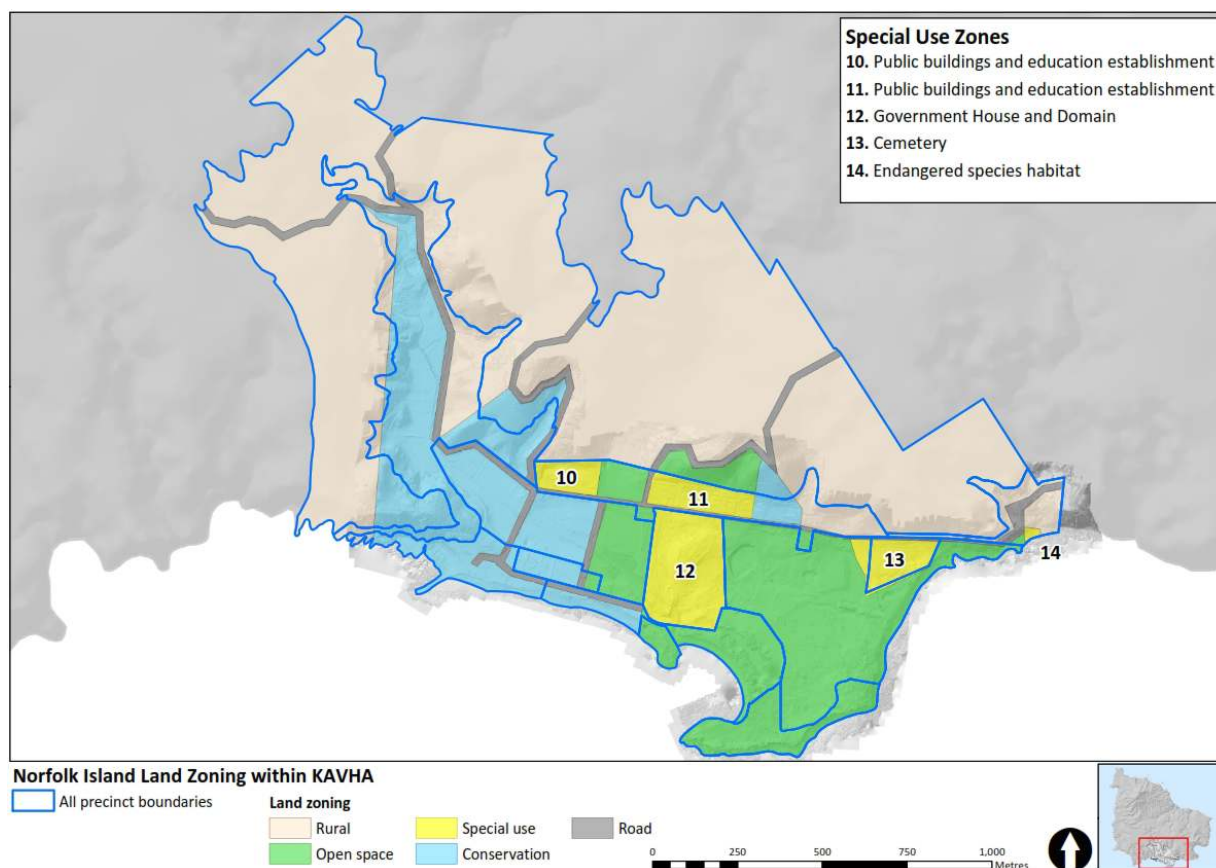 Special Use Zones
10. Public buildings and education establishment
11. Public buildings and education establishment
12. Government House and Domain
13. Cemetery
14. Endangered species habitat
10
11
12
13
14
Norfolk Island Land Zoning within KAVHA
All precinct boundaries
Land zoning
Rural
Special use
Road
Open space
Conservation
0 250 500 750 1,000
Metres